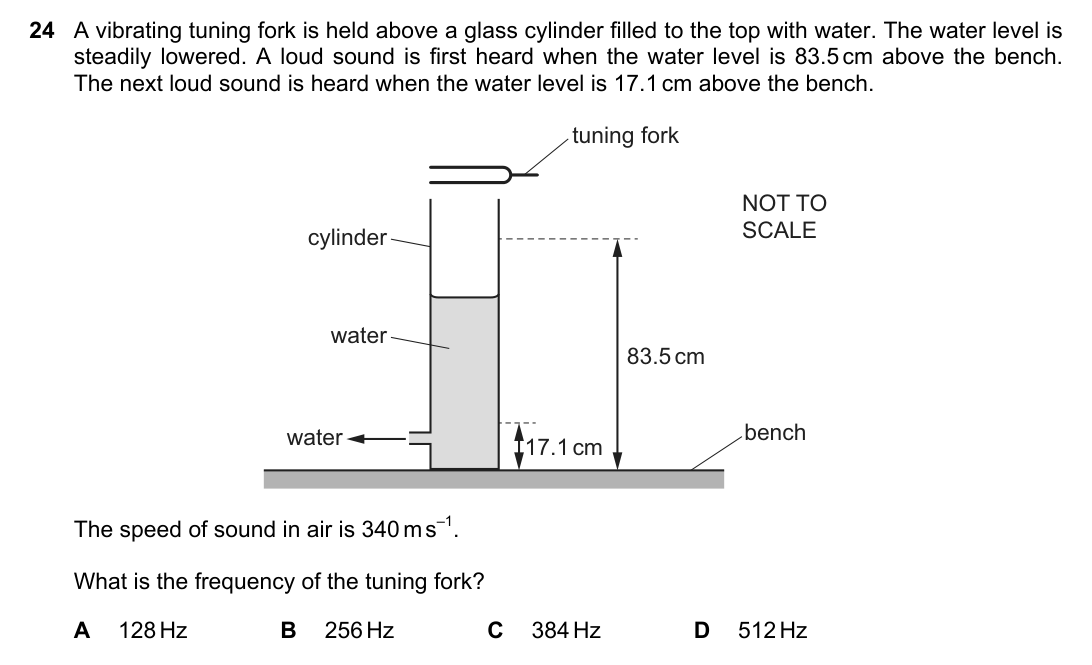 24 A vibrating tuning fork is held above a glass cylinder filled to the top with water. The water level is
steadily lowered. A loud sound is first heard when the water level is 83.5 cm above the bench.
The next loud sound is heard when the water level is 17.1 cm above the bench.
tuning fork
NOT TO
SCALE
cylinder
water
83.5 cm
water
17.1 cm
bench
The speed of sound in air is 340 m s⁻¹.
What is the frequency of the tuning fork?
A 128 Hz B 256 Hz C 384 Hz D 512 Hz